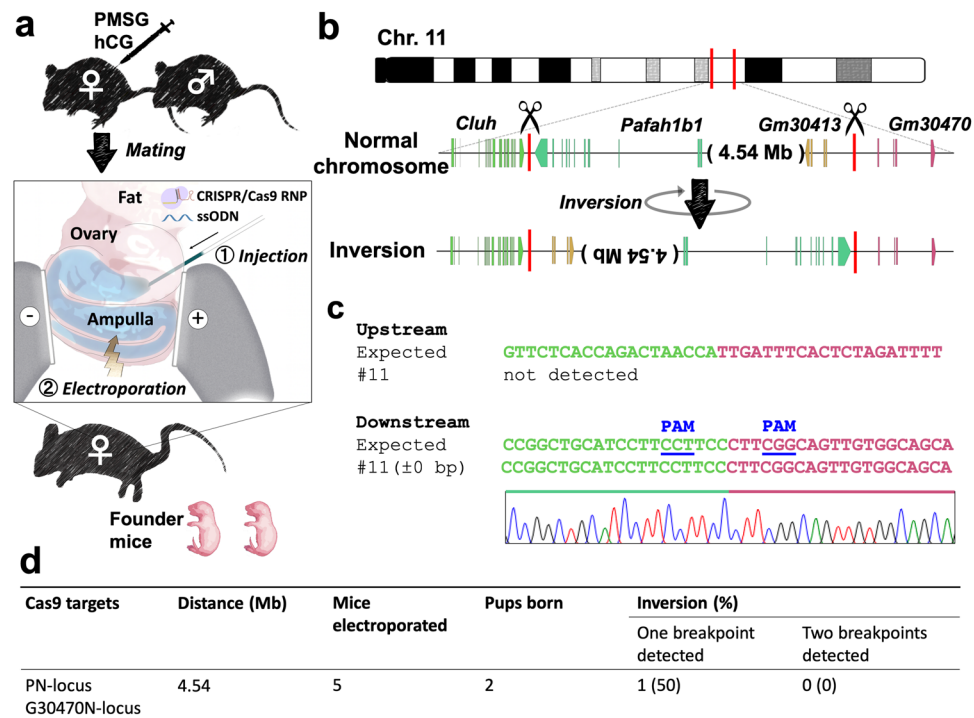 a
PMSG
hCG
♀
♂
Mating
Fat
CRISPR/Cas9 RNP
ssODN
Ovary
① Injection
-
Ampulla
+
② Electroporation
♀
Founder
mice
b
Chr. 11
Cluh
Pafah1b1
Gm30413
Gm30470
Normal
chromosome
( 4.54 Mb )
Inversion
Inversion
( 4.54 Mb )
c
Upstream
Expected GTTCTCACCAGACTAACCATTGATTTCACTCTAGATTTT
#11 not detected
Downstream
PAM PAM
Expected CCGGCTGCATCCTTCCTTCCCTTCGGCAGTTGTGGCAGCA
#11(±0 bp) CCGGCTGCATCCTTCCTTCCCTTCGGCAGTTGTGGCAGCA
d
Cas9 targets Distance (Mb) Mice electroporated Pups born Inversion (%)
One breakpoint detected Two breakpoints detected
PN-locus 4.54 5 2 1 (50) 0 (0)
G30470N-locus